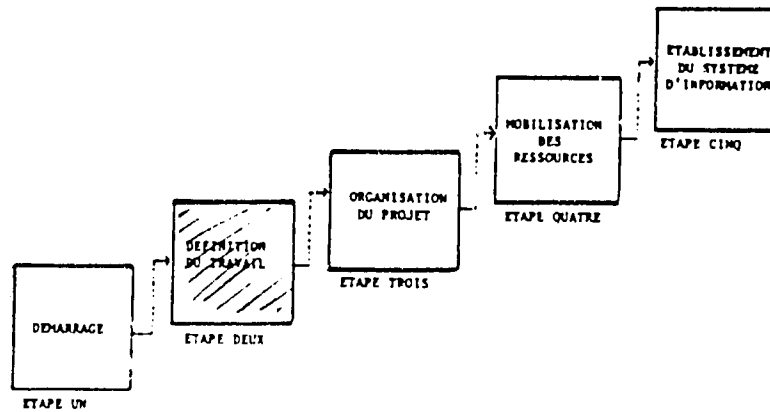 DEMARRAGE
ETAPE UN
DEFINITION
DU TRAVAIL
ETAPE DEUX
ORGANISATION
DU PROJET
ETAPE TROIS
MOBILISATION
DES
RESSOURCES
ETAPE QUATRE
ETABLISSEMENT
DU SYSTEME
D'INFORMATION
ETAPE CINQ